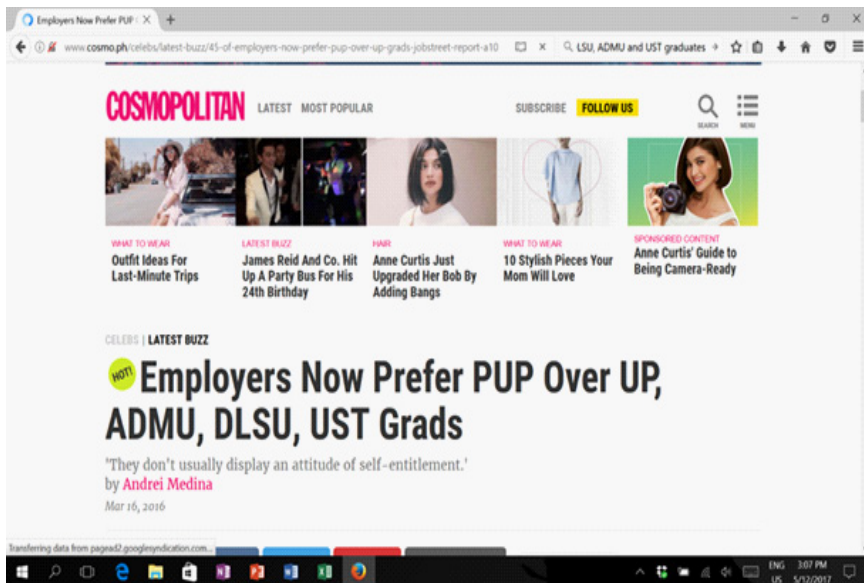 Employers Now Prefer PUP
www.cosmo.ph/celebs/latest-buzz/45-of-employers-now-prefer-pup-over-up-grads-jobstreet-report-a10
LSU, ADMU and UST graduates
COSMOPOLITAN
LATEST MOST POPULAR
SUBSCRIBE FOLLOW US
SEARCH MENU
WHAT TO WEAR
Outfit Ideas For
Last-Minute Trips
LATEST BUZZ
James Reid And Co. Hit
Up A Party Bus For His
24th Birthday
HAIR
Anne Curtis Just
Upgraded Her Bob By
Adding Bangs
WHAT TO WEAR
10 Stylish Pieces Your
Mom Will Love
SPONSORED CONTENT
Anne Curtis' Guide to
Being Camera-Ready
CELEBS | LATEST BUZZ
HOT! Employers Now Prefer PUP Over UP,
ADMU, DLSU, UST Grads
'They don't usually display an attitude of self-entitlement.'
by Andrei Medina
Mar 16, 2016
Transferring data from pagead2.googlesyndication.com...
ENG 3:07 PM
US 5/12/2017